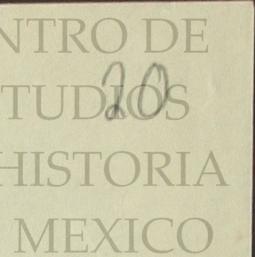 NTRO DE
TUDIOS
20
HISTORIA
MEXICO